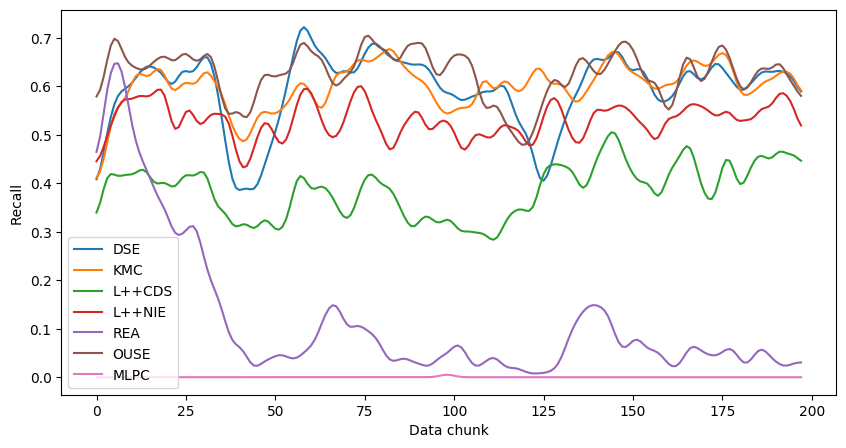 Recall
0.7
0.6
0.5
0.4
0.3
0.2
0.1
0.0
DSE
KMC
L++CDS
L++NIE
REA
OUSE
MLPC
0 25 50 75 100 125 150 175 200
Data chunk